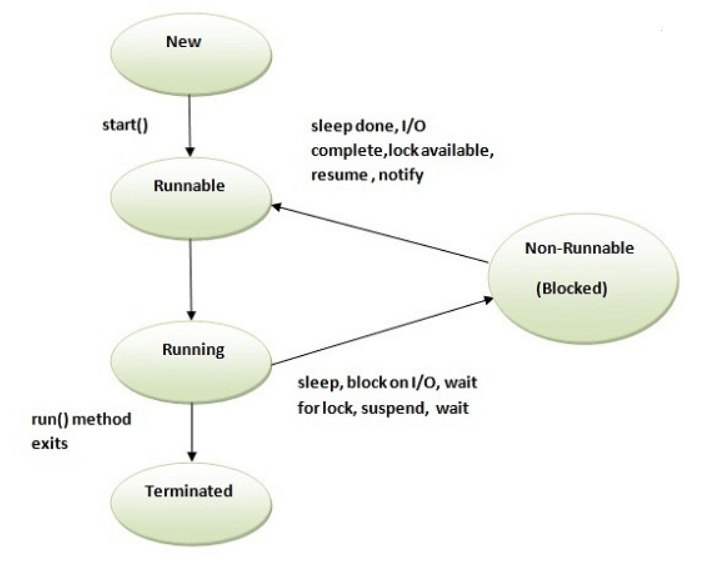 New
start()
sleep done, I/O
complete,lock available,
resume , notify
Runnable
Non-Runnable
(Blocked)
Running
sleep, block on I/O, wait
for lock, suspend, wait
run() method
exits
Terminated